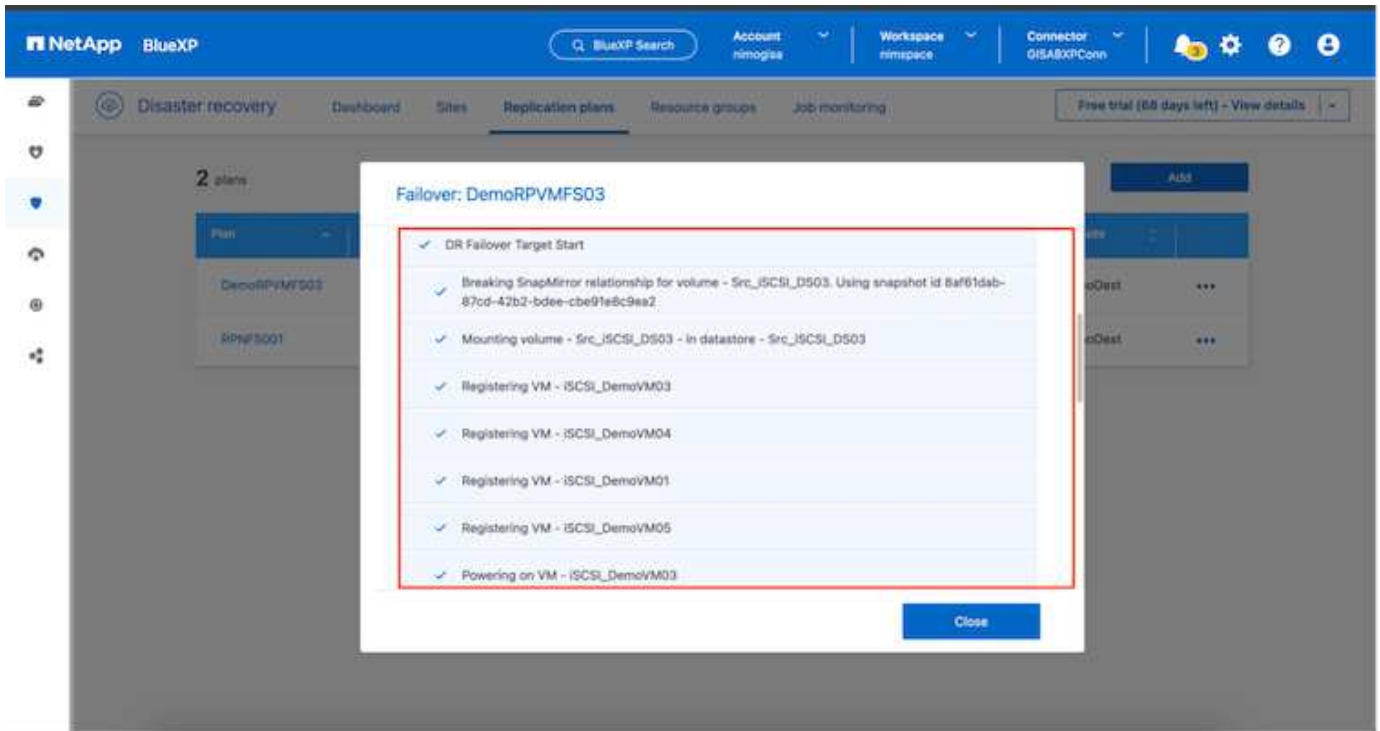 NetApp BlueXP
BlueXP Search
Account
nimogisa
Workspace
nimspace
Connector
GISABXPConn
3
Disaster recovery
Dashboard
Sites
Replication plans
Resource groups
Job monitoring
Free trial (68 days left) - View details
2 plans
Add
Plan
DemoRPVMFS03
RPNFS001
Failover: DemoRPVMFS03
DR Failover Target Start
Breaking SnapMirror relationship for volume - Src_iSCSI_DS03. Using snapshot id 8af61dab-
87cd-42b2-bdee-cbe91e8c9ea2
Mounting volume - Src_iSCSI_DS03 - in datastore - Src_iSCSI_DS03
Registering VM - iSCSI_DemoVM03
Registering VM - iSCSI_DemoVM04
Registering VM - iSCSI_DemoVM01
Registering VM - iSCSI_DemoVM05
Powering on VM - iSCSI_DemoVM03
Close